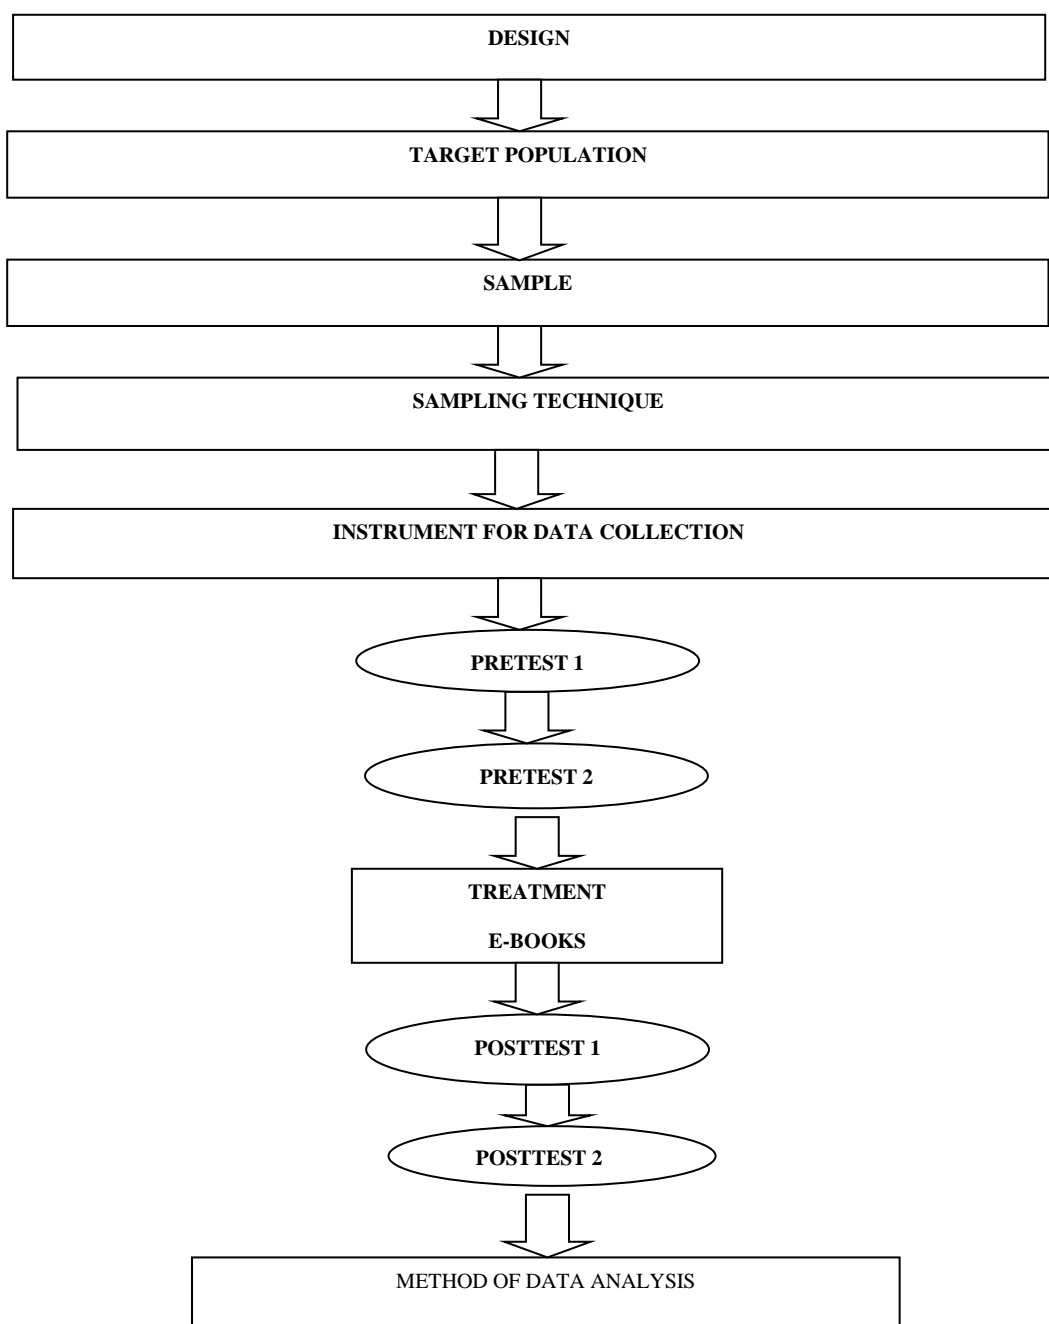 DESIGN
TARGET POPULATION
SAMPLE
SAMPLING TECHNIQUE
INSTRUMENT FOR DATA COLLECTION
PRETEST 1
PRETEST 2
TREATMENT
E-BOOKS
POSTTEST 1
POSTTEST 2
METHOD OF DATA ANALYSIS